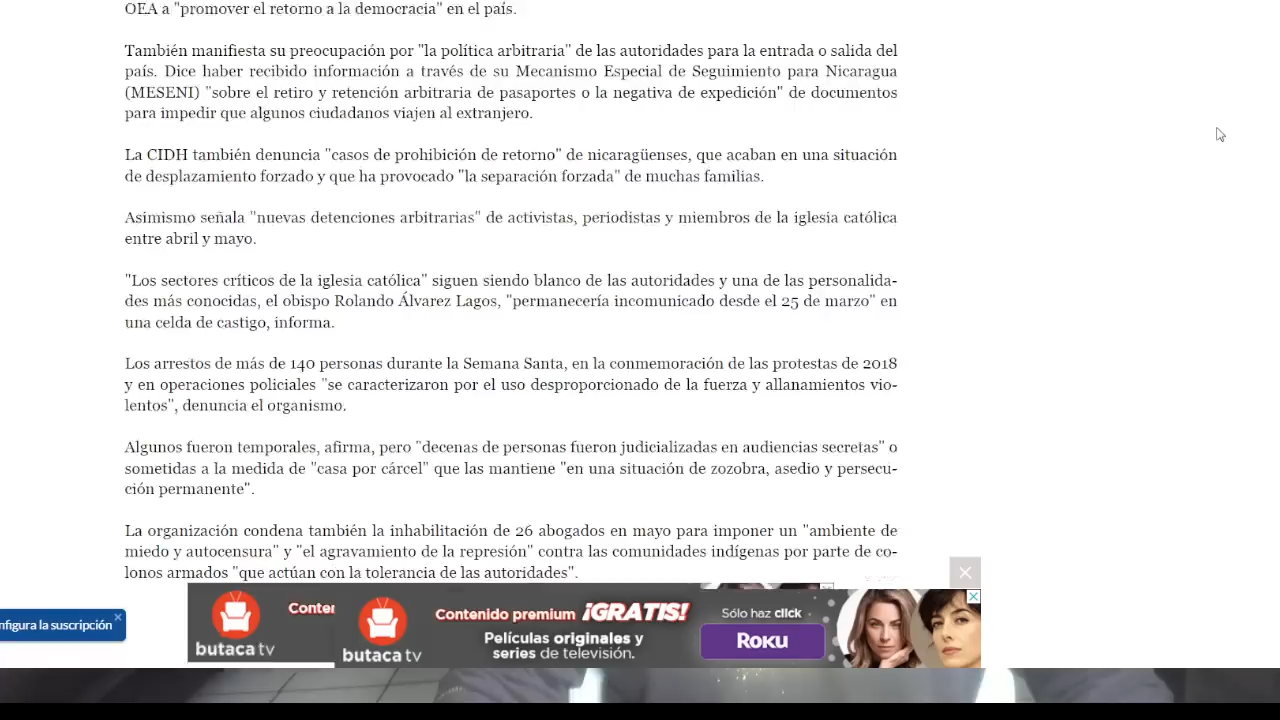 OEA a "promover el retorno a la democracia" en el país.
También manifiesta su preocupación por "la política arbitraria" de las autoridades para la entrada o salida del
país. Dice haber recibido información a través de su Mecanismo Especial de Seguimiento para Nicaragua
(MESENI) "sobre el retiro y retención arbitraria de pasaportes o la negativa de expedición" de documentos
para impedir que algunos ciudadanos viajen al extranjero.
La CIDH también denuncia "casos de prohibición de retorno" de nicaragüenses, que acaban en una situación
de desplazamiento forzado y que ha provocado "la separación forzada" de muchas familias.
Asimismo señala "nuevas detenciones arbitrarias" de activistas, periodistas y miembros de la iglesia católica
entre abril y mayo.
"Los sectores críticos de la iglesia católica" siguen siendo blanco de las autoridades y una de las personalida-
des más conocidas, el obispo Rolando Álvarez Lagos, "permanecería incomunicado desde el 25 de marzo" en
una celda de castigo, informa.
Los arrestos de más de 140 personas durante la Semana Santa, en la conmemoración de las protestas de 2018
y en operaciones policiales "se caracterizaron por el uso desproporcionado de la fuerza y allanamientos vio-
lentos", denuncia el organismo.
Algunos fueron temporales, afirma, pero "decenas de personas fueron judicializadas en audiencias secretas" o
sometidas a la medida de "casa por cárcel" que las mantiene "en una situación de zozobra, asedio y persecu-
ción permanente".
La organización condena también la inhabilitación de 26 abogados en mayo para imponer un "ambiente de
miedo y autocensura" y "el agravamiento de la represión" contra las comunidades indígenas por parte de co-
lonos armados "que actúan con la tolerancia de las autoridades".
nfigura la suscripción
Conter
butaca tv
butaca tv
Contenido premium ¡GRATIS!
Películas originales y
series de televisión.
Sólo haz click
Roku